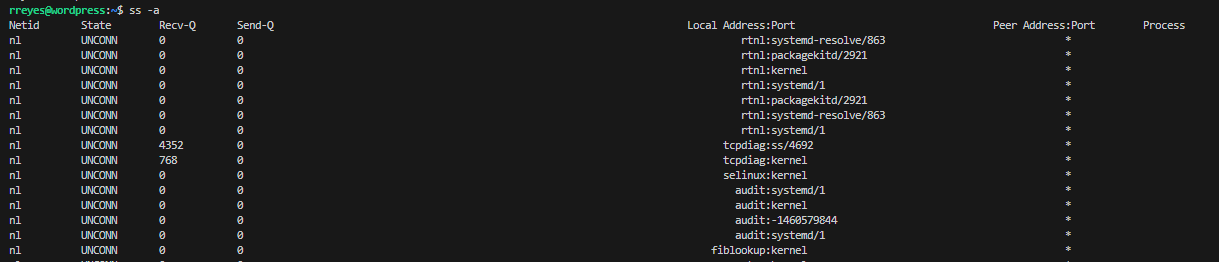 rreyes@wordpress:~$ ss -a
Netid State Recv-Q Send-Q Local Address:Port Peer Address:Port Process
nl UNCONN 0 0 rtnl:systemd-resolve/863 *
nl UNCONN 0 0 rtnl:packagekitd/2921 *
nl UNCONN 0 0 rtnl:kernel *
nl UNCONN 0 0 rtnl:systemd/1 *
nl UNCONN 0 0 rtnl:packagekitd/2921 *
nl UNCONN 0 0 rtnl:systemd-resolve/863 *
nl UNCONN 0 0 rtnl:systemd/1 *
nl UNCONN 4352 0 tcpdiag:ss/4692 *
nl UNCONN 768 0 tcpdiag:kernel *
nl UNCONN 0 0 selinux:kernel *
nl UNCONN 0 0 audit:systemd/1 *
nl UNCONN 0 0 audit:kernel *
nl UNCONN 0 0 audit:-1460579844 *
nl UNCONN 0 0 audit:systemd/1 *
nl UNCONN 0 0 fiblookup:kernel *